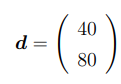 d = ( 40
80 )